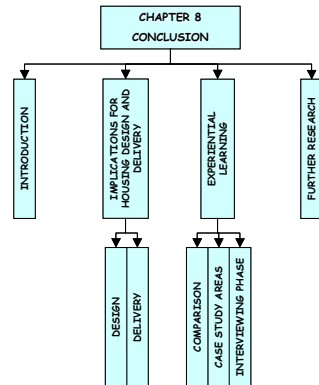 CHAPTER 8
CONCLUSION
INTRODUCTION
IMPLICATIONS FOR
HOUSING DESIGN AND
DELIVERY
EXPERIENTIAL
LEARNING
FURTHER RESEARCH
DESIGN
DELIVERY
COMPARISON
CASE STUDY AREAS
INTERVIEWING PHASE